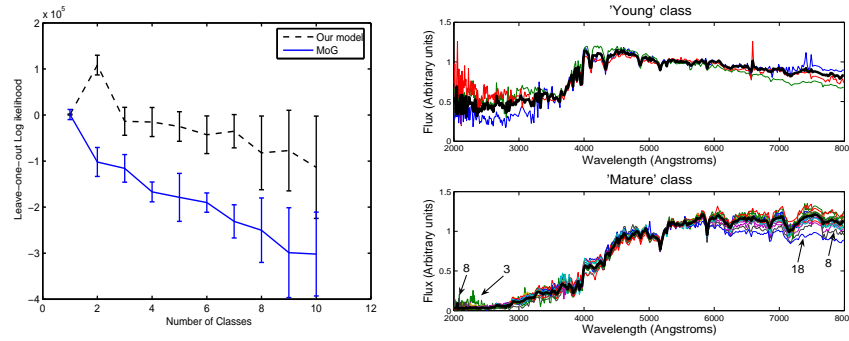 2 x 10^5
1
0
−1
−2
−3
−4
0 2 4 6 8 10 12
Number of Classes
Leave−one−out Log likelihood
Our model
MoG
'Young' class
1.5
1
0.5
0
2000 3000 4000 5000 6000 7000 8000
Wavelength (Angstroms)
Flux (Arbitrary units)
'Mature' class
1.5
1
0.5
0
8
3
18
8
2000 3000 4000 5000 6000 7000 8000
Wavelength (Angstroms)
Flux (Arbitrary units)